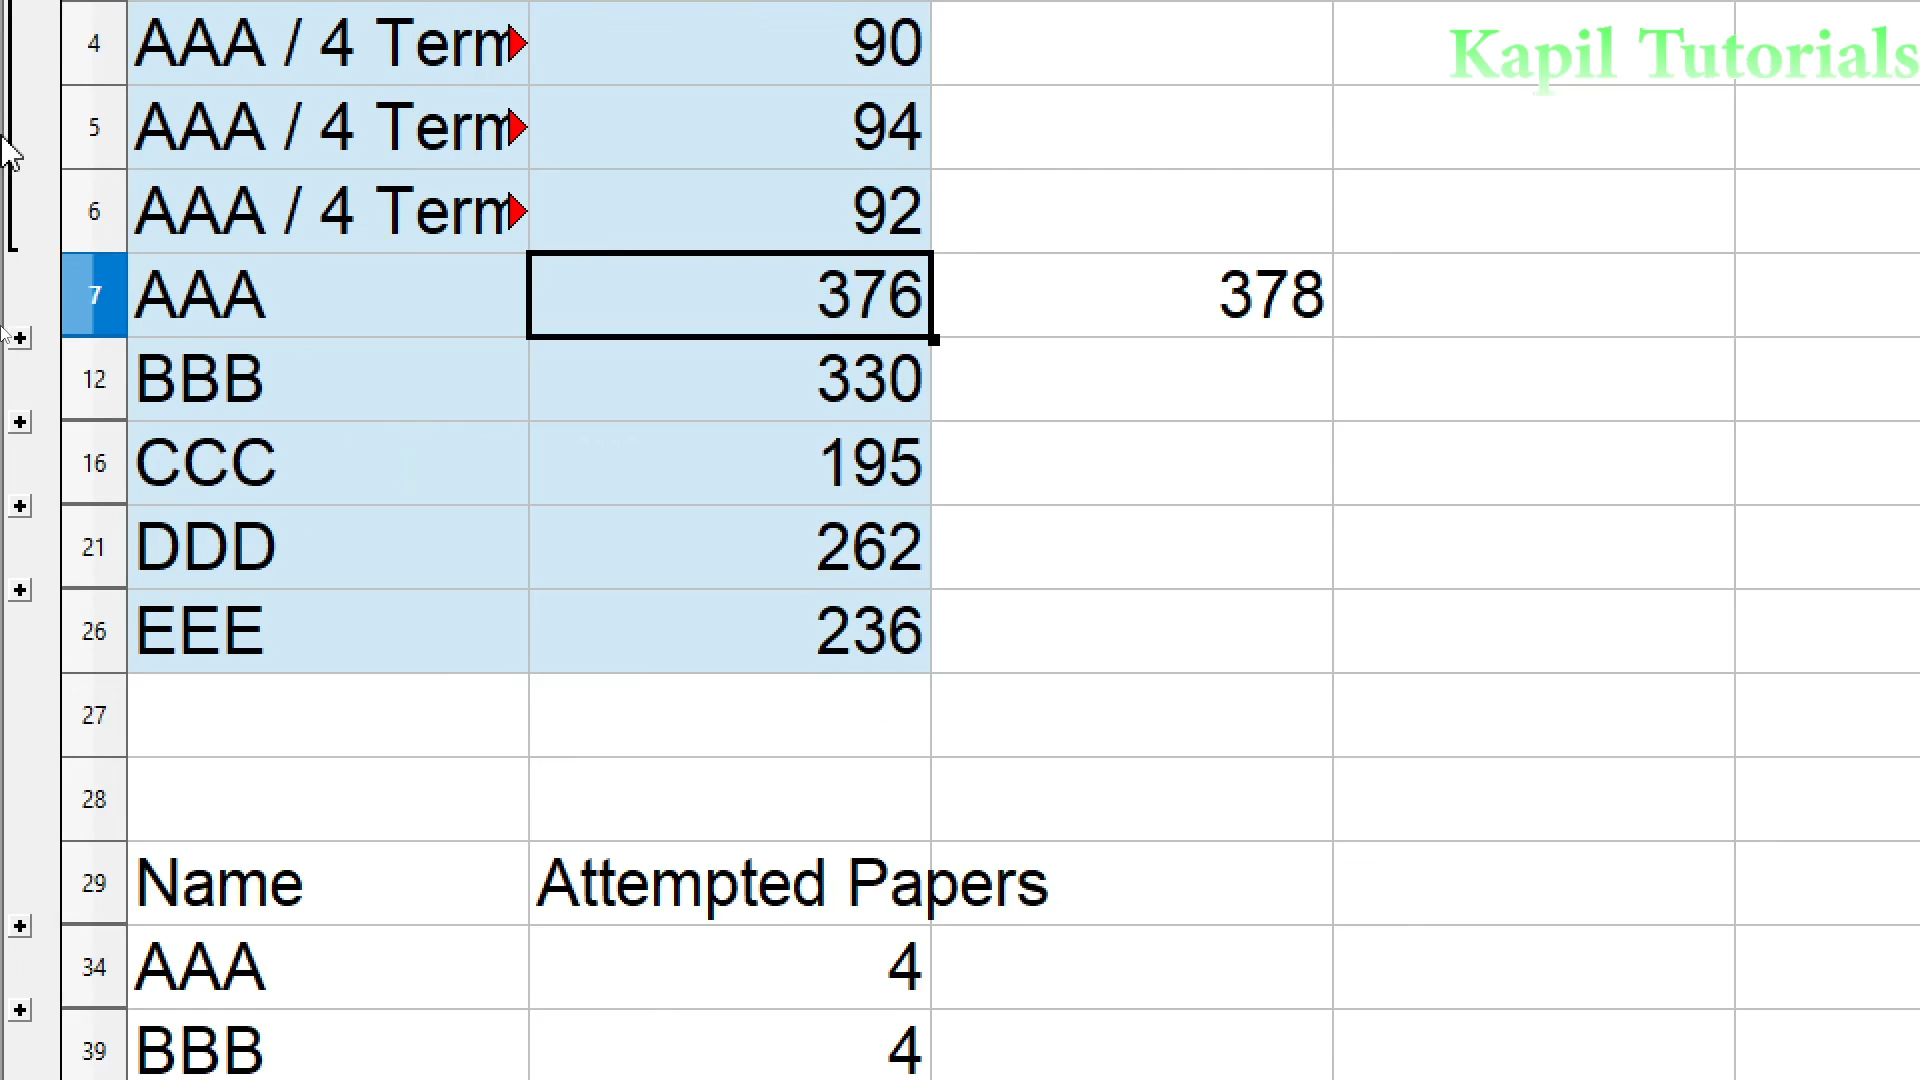 4 AAA / 4 Term 90
Kapil Tutorials
5 AAA / 4 Term 94
6 AAA / 4 Term 92
7 AAA 376 378
12 BBB 330
16 CCC 195
21 DDD 262
26 EEE 236
27
28
29 Name Attempted Papers
34 AAA 4
39 BBB 4